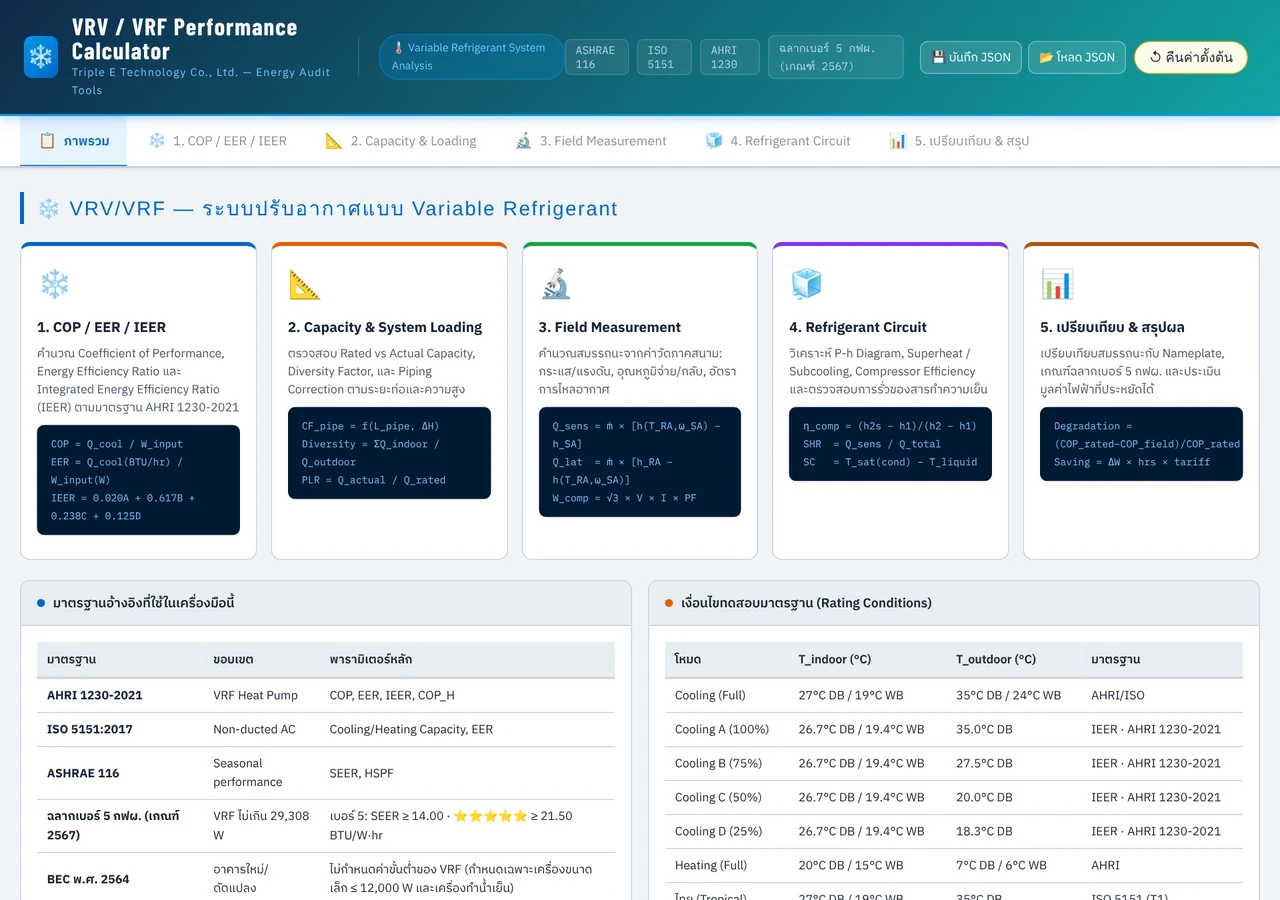 VRV / VRF Performance
Calculator
Triple E Technology Co., Ltd. — Energy Audit
Tools
🌡️ Variable Refrigerant System
Analysis
ASHRAE
116
ISO
5151
AHRI
1230
ฉลากเบอร์ 5 กฟผ.
(เกณฑ์ 2567)
💾 บันทึก JSON
📂 โหลด JSON
↺ คืนค่าตั้งต้น
📋 ภาพรวม
❄️ 1. COP / EER / IEER
📐 2. Capacity & Loading
🔬 3. Field Measurement
🧊 4. Refrigerant Circuit
📊 5. เปรียบเทียบ & สรุป
❄️ VRV/VRF — ระบบปรับอากาศแบบ Variable Refrigerant
1. COP / EER / IEER
คำนวณ Coefficient of Performance,
Energy Efficiency Ratio และ
Integrated Energy Efficiency Ratio
(IEER) ตามมาตรฐาน AHRI 1230-2021
COP = Q_cool / W_input
EER = Q_cool(BTU/hr) /
W_input(W)
IEER = 0.020A + 0.617B +
0.238C + 0.125D
2. Capacity & System Loading
ตรวจสอบ Rated vs Actual Capacity,
Diversity Factor, และ Piping
Correction ตามระยะท่อและความสูง
CF_pipe = f(L_pipe, ΔH)
Diversity = ΣQ_indoor /
Q_outdoor
PLR = Q_actual / Q_rated
3. Field Measurement
คำนวณสมรรถนะจากค่าวัดภาคสนาม:
กระแส/แรงดัน, อุณหภูมิจ่าย/กลับ, อัตรา
การไหลอากาศ
Q_sens = ṁ × [h(T_RA,ω_SA) −
h_SA]
Q_lat = ṁ × [h_RA −
h(T_RA,ω_SA)]
W_comp = √3 × V × I × PF
4. Refrigerant Circuit
วิเคราะห์ P-h Diagram, Superheat /
Subcooling, Compressor Efficiency
และตรวจสอบการรั่วของสารทำความเย็น
η_comp = (h2s − h1)/(h2 − h1)
SHR = Q_sens / Q_total
SC = T_sat(cond) − T_liquid
5. เปรียบเทียบ & สรุปผล
เปรียบเทียบสมรรถนะกับ Nameplate,
เกณฑ์ฉลากเบอร์ 5 กฟผ. และประเมิน
มูลค่าไฟฟ้าที่ประหยัดได้
Degradation =
(COP_rated−COP_field)/COP_rated
Saving = ΔW × hrs × tariff
มาตรฐานอ้างอิงที่ใช้ในเครื่องมือนี้
มาตรฐาน ขอบเขต พารามิเตอร์หลัก
AHRI 1230-2021 VRF Heat Pump COP, EER, IEER, COP_H
ISO 5151:2017 Non-ducted AC Cooling/Heating Capacity, EER
ASHRAE 116 Seasonal
performance SEER, HSPF
ฉลากเบอร์ 5 กฟผ. (เกณฑ์
2567) VRF ไม่เกิน 29,308
W เบอร์ 5: SEER ≥ 14.00 · ⭐⭐⭐⭐⭐ ≥ 21.50
BTU/W·hr
BEC พ.ศ. 2564 อาคารใหม่/
ดัดแปลง ไม่กำหนดค่าขั้นต่ำของ VRF (กำหนดเฉพาะเครื่องขนาด
เล็ก ≤ 12,000 W และเครื่องทำน้ำเย็น)
เงื่อนไขทดสอบมาตรฐาน (Rating Conditions)
โหมด T_indoor (°C) T_outdoor (°C) มาตรฐาน
Cooling (Full) 27°C DB / 19°C WB 35°C DB / 24°C WB AHRI/ISO
Cooling A (100%) 26.7°C DB / 19.4°C WB 35.0°C DB IEER · AHRI 1230-2021
Cooling B (75%) 26.7°C DB / 19.4°C WB 27.5°C DB IEER · AHRI 1230-2021
Cooling C (50%) 26.7°C DB / 19.4°C WB 20.0°C DB IEER · AHRI 1230-2021
Cooling D (25%) 26.7°C DB / 19.4°C WB 18.3°C DB IEER · AHRI 1230-2021
Heating (Full) 20°C DB / 15°C WB 7°C DB / 6°C WB AHRI
ไทย (Tropical) 27°C DB / 19°C WB 35°C DB ISO 5151 (T1)